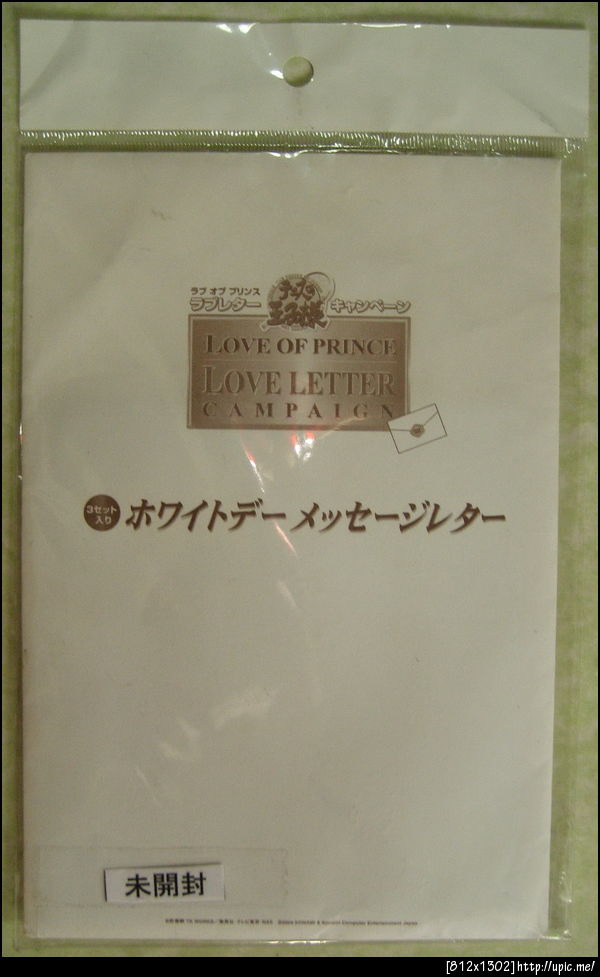 ラブ オブ プリンス
ラブレター
テニスの王子様
キャンペーン
LOVE OF PRINCE
LOVE LETTER
CAMPAIGN
3セット
入り
ホワイトデー メッセージレター
未開封
[812x1302]http://upic.me/